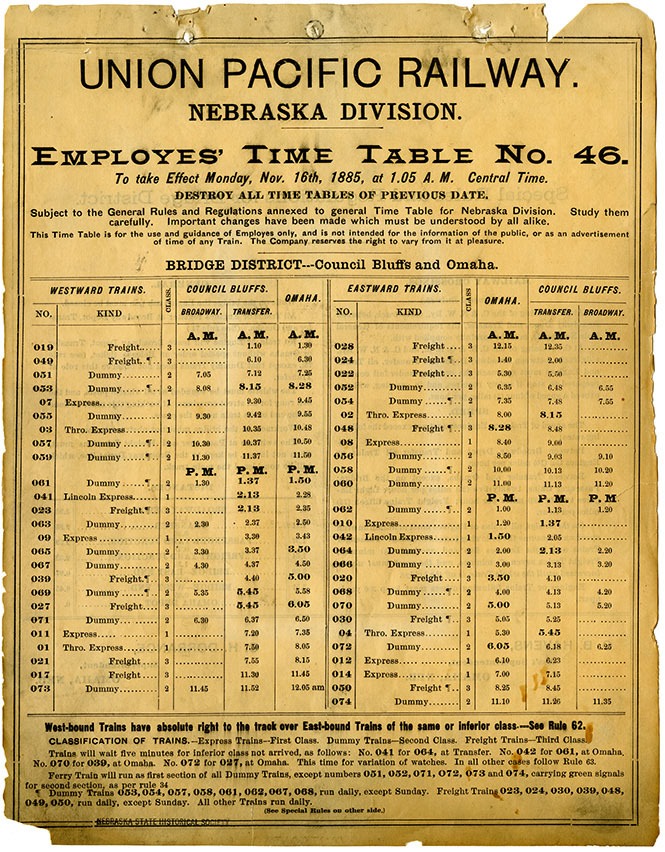 UNION PACIFIC RAILWAY.
NEBRASKA DIVISION.
EMPLOYES' TIME TABLE NO. 46.
To take Effect Monday, Nov. 16th, 1885, at 1.05 A. M. Central Time.
DESTROY ALL TIME TABLES OF PREVIOUS DATE.
Subject to the General Rules and Regulations annexed to general Time Table for Nebraska Division. Study them
carefully. Important changes have been made which must be understood by all alike.
This Time Table is for the use and guidance of Employes only, and is not intended for the information of the public, or as an advertisement
of time of any Train. The Company reserves the right to vary from it at pleasure.
BRIDGE DISTRICT---Council Bluffs and Omaha.
WESTWARD TRAINS. CLASS. COUNCIL BLUFFS. OMAHA. EASTWARD TRAINS. CLASS OMAHA. COUNCIL BLUFFS.
NO. KIND BROADWAY. TRANSFER. NO. KIND TRANSFER. BROADWAY.
A. M. A. M. A. M. A. M. A. M. A. M.
019 Freight 3 1.10 1.30 028 Freight 3 12.15 12.35
049 Freight ¶ 3 6.10 6.30 024 Freight ¶ 3 1.40 2.00
051 Dummy 2 7.05 7.12 7.25 022 Freight 3 5.30 5.50
053 Dummy ¶ 2 8.08 8.15 8.28 052 Dummy 2 6.35 6.48 6.55
07 Express 1 9.30 9.45 054 Dummy ¶ 2 7.35 7.48 7.55
055 Dummy 2 9.30 9.42 9.55 02 Thro. Express 1 8.00 8.15
03 Thro. Express 1 10.35 10.48 048 Freight ¶ 3 8.28 8.48
057 Dummy ¶ 2 10.30 10.37 10.50 08 Express 1 8.40 9.00
059 Dummy 2 11.30 11.37 11.50 056 Dummy 2 8.50 9.03 9.10
P. M. P. M. P. M. 058 Dummy ¶ 2 10.00 10.13 10.20
061 Dummy ¶ 2 1.30 1.37 1.50 060 Dummy 2 11.00 11.13 11.20
041 Lincoln Express 1 2.13 2.28 P. M. P. M. P. M.
023 Freight ¶ 3 2.13 2.35 062 Dummy ¶ 2 1.00 1.13 1.20
063 Dummy 2 2.30 2.37 2.50 010 Express 1 1.20 1.37
09 Express 1 3.30 3.43 042 Lincoln Express 1 1.50 2.05
065 Dummy 2 3.30 3.37 3.50 064 Dummy 2 2.00 2.13 2.20
067 Dummy ¶ 2 4.30 4.37 4.50 066 Dummy 2 3.00 3.13 3.20
039 Freight ¶ 3 4.40 5.00 020 Freight 3 3.50 4.10
069 Dummy 2 5.35 5.45 5.58 068 Dummy ¶ 2 4.00 4.13 4.20
027 Freight 3 5.45 6.05 070 Dummy 2 5.00 5.13 5.20
071 Dummy 2 6.30 6.37 6.50 030 Freight ¶ 3 5.05 5.25
011 Express 1 7.20 7.35 04 Thro. Express 1 5.30 5.45
01 Thro. Express 1 7.50 8.05 072 Dummy 2 6.05 6.18 6.25
021 Freight 3 7.55 8.15 012 Express 1 6.10 6.23
017 Freight 3 11.30 11.45 014 Express 1 7.00 7.15
073 Dummy 2 11.45 11.52 12.05 am 050 Freight ¶ 3 8.25 8.45
074 Dummy 2 11.10 11.26 11.35
West-bound Trains have absolute right to the track over East-bound Trains of the same or inferior class.—See Rule 62.
CLASSIFICATION OF TRAINS.—Express Trains—First Class. Dummy Trains—Second Class. Freight Trains—Third Class.
Trains will wait five minutes for inferior class not arrived, as follows: No. 041 for 064, at Transfer. No. 042 for 061, at Omaha.
No. 070 for 039, at Omaha. No. 072 for 027, at Omaha. This time for variation of watches. In all other cases follow Rule 63.
Ferry Train will run as first section of all Dummy Trains, except numbers 051, 052, 071, 072, 073 and 074, carrying green signals
for second section, as per rule 34
¶ Dummy Trains 053, 054, 057, 058, 061, 062, 067, 068, run daily, except Sunday. Freight Trains 023, 024, 030, 039, 048,
049, 050, run daily, except Sunday. All other Trains run daily.
(See Special Rules on other side.)
NEBRASKA STATE HISTORICAL SOCIETY